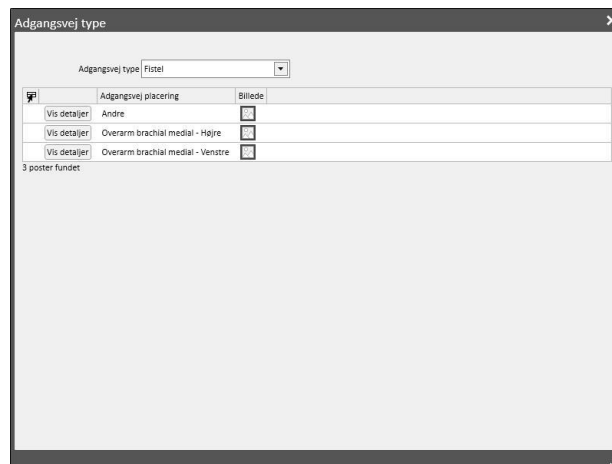 Adgangsvej type
Adgangsvej type Fistel
Adgangsvej placering Billede
Vis detaljer Andre
Vis detaljer Overarm brachial medial - Højre
Vis detaljer Overarm brachial medial - Venstre
3 poster fundet